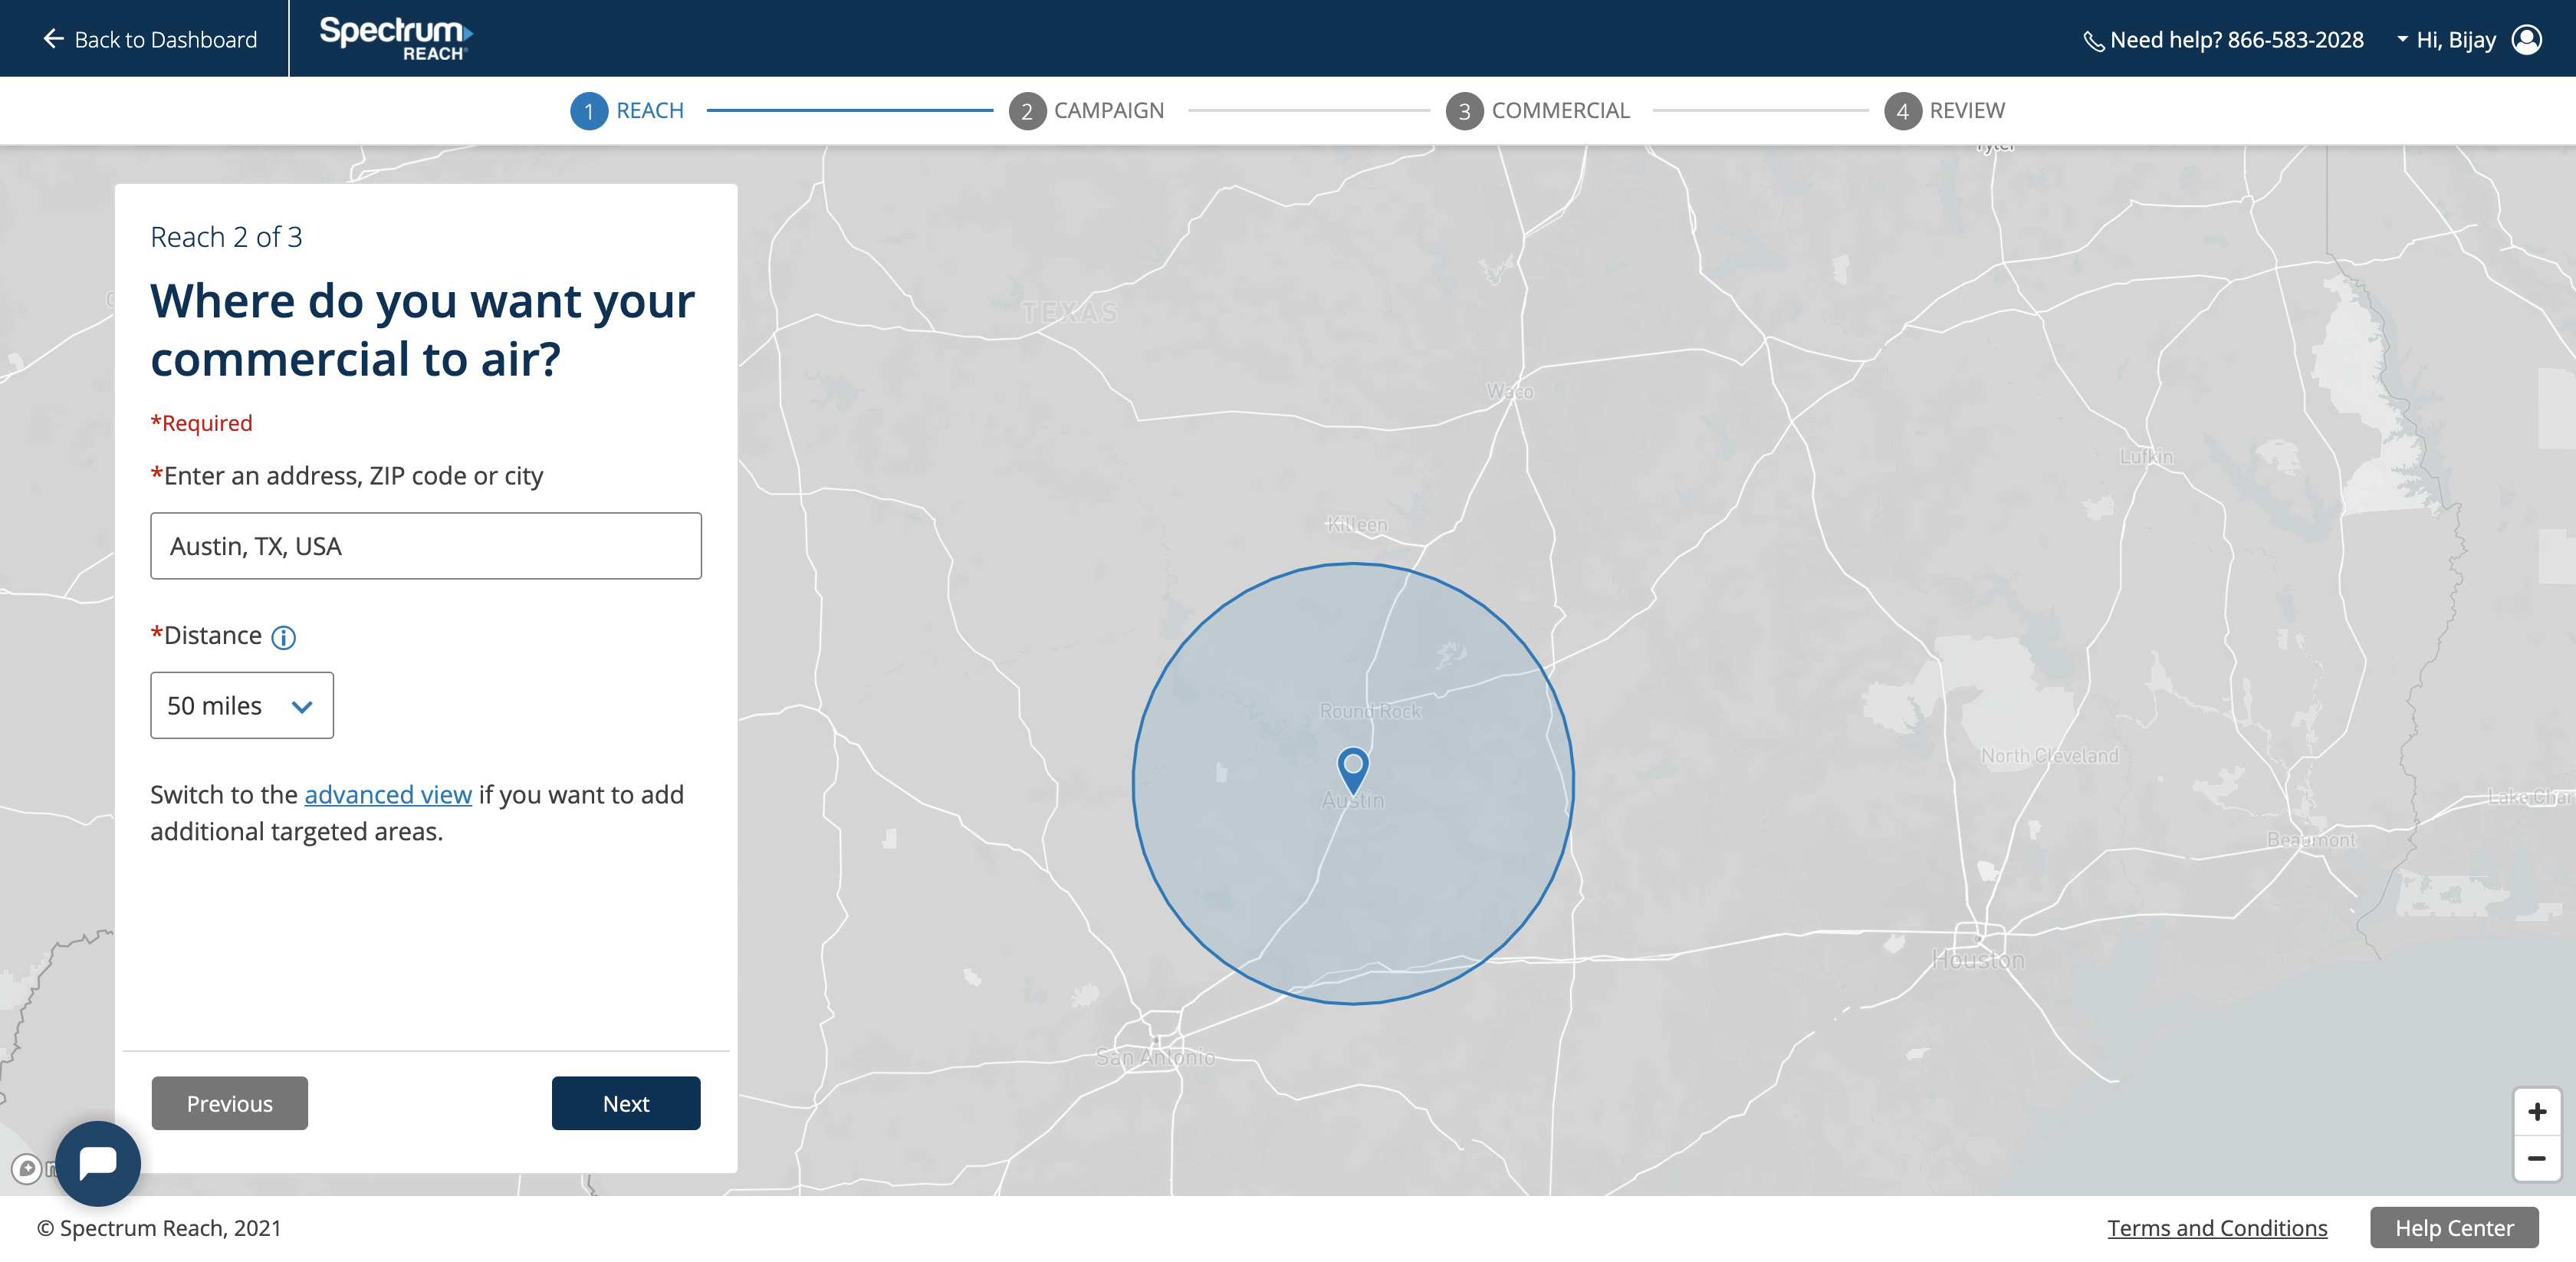 Back to Dashboard
Spectrum
REACH
Need help? 866-583-2028
Hi, Bijay
1 REACH
2 CAMPAIGN
3 COMMERCIAL
4 REVIEW
Tyler
Reach 2 of 3
Where do you want your
commercial to air?
*Required
*Enter an address, ZIP code or city
Austin, TX, USA
*Distance
50 miles
Switch to the advanced view if you want to add
additional targeted areas.
Previous
Next
TEXAS
Waco
Lufkin
Killeen
Round Rock
North Cleveland
Austin
Lake Char
Beaumont
Houston
San Antonio
© Spectrum Reach, 2021
Terms and Conditions
Help Center